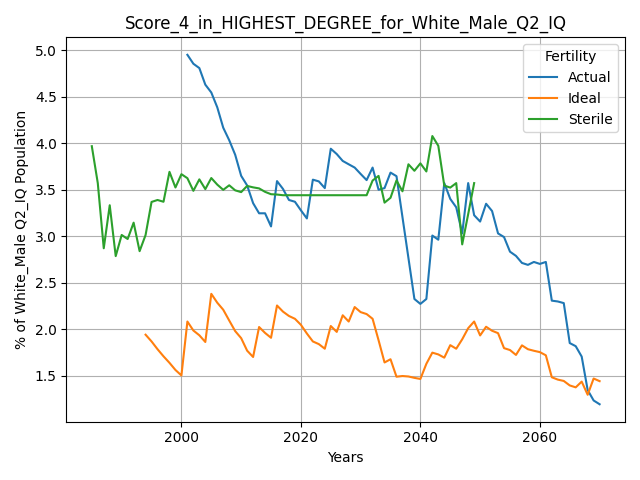 Score_4_in_HIGHEST_DEGREE_for_White_Male_Q2_IQ
Fertility
Actual
Ideal
Sterile
% of White_Male Q2_IQ Population
5.0
4.5
4.0
3.5
3.0
2.5
2.0
1.5
2000
2020
2040
2060
Years